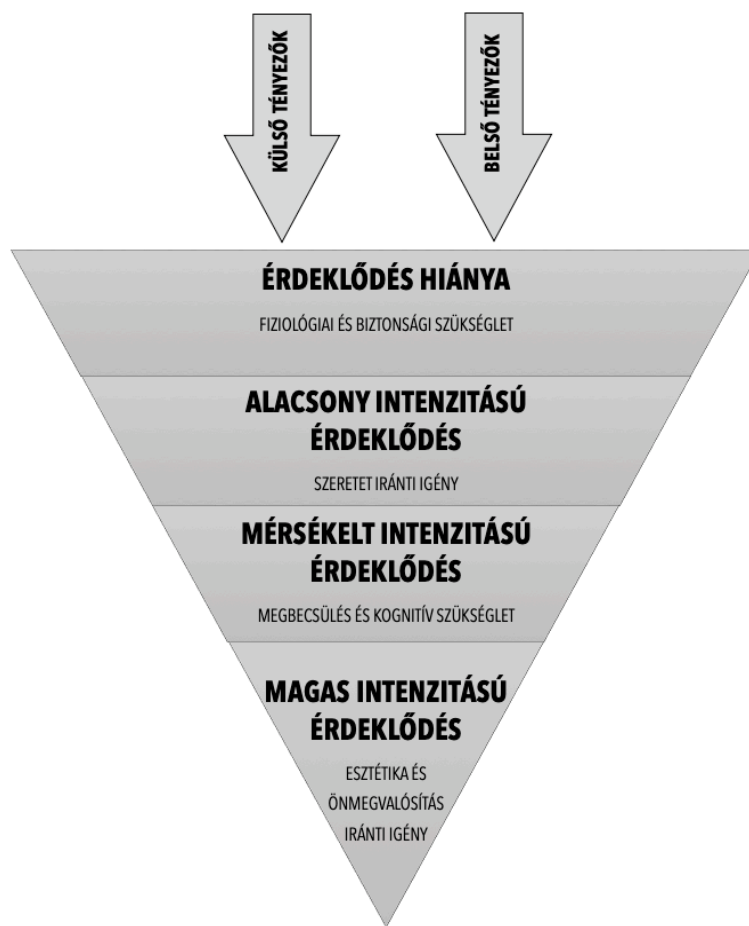 KÜLSŐ TÉNYEZŐK
BELSŐ TÉNYEZŐK
ÉRDEKLŐDÉS HIÁNYA
FIZIOLÓGIAI ÉS BIZTONSÁGI SZÜKSÉGLET
ALACSONY INTENZITÁSÚ
ÉRDEKLŐDÉS
SZERETET IRÁNTI IGÉNY
MÉRSÉKELT INTENZITÁSÚ
ÉRDEKLŐDÉS
MEGBECSÜLÉS ÉS KOGNITÍV SZÜKSÉGLET
MAGAS INTENZITÁSÚ
ÉRDEKLŐDÉS
ESZTÉTIKA ÉS
ÖNMEGVALÓSÍTÁS
IRÁNTI IGÉNY